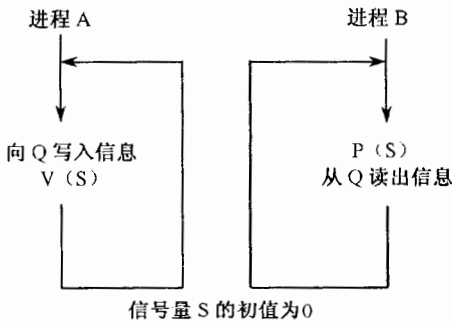 进程 A
进程 B
向 Q 写入信息
V（S）
P（S）
从 Q 读出信息
信号量 S 的初值为0